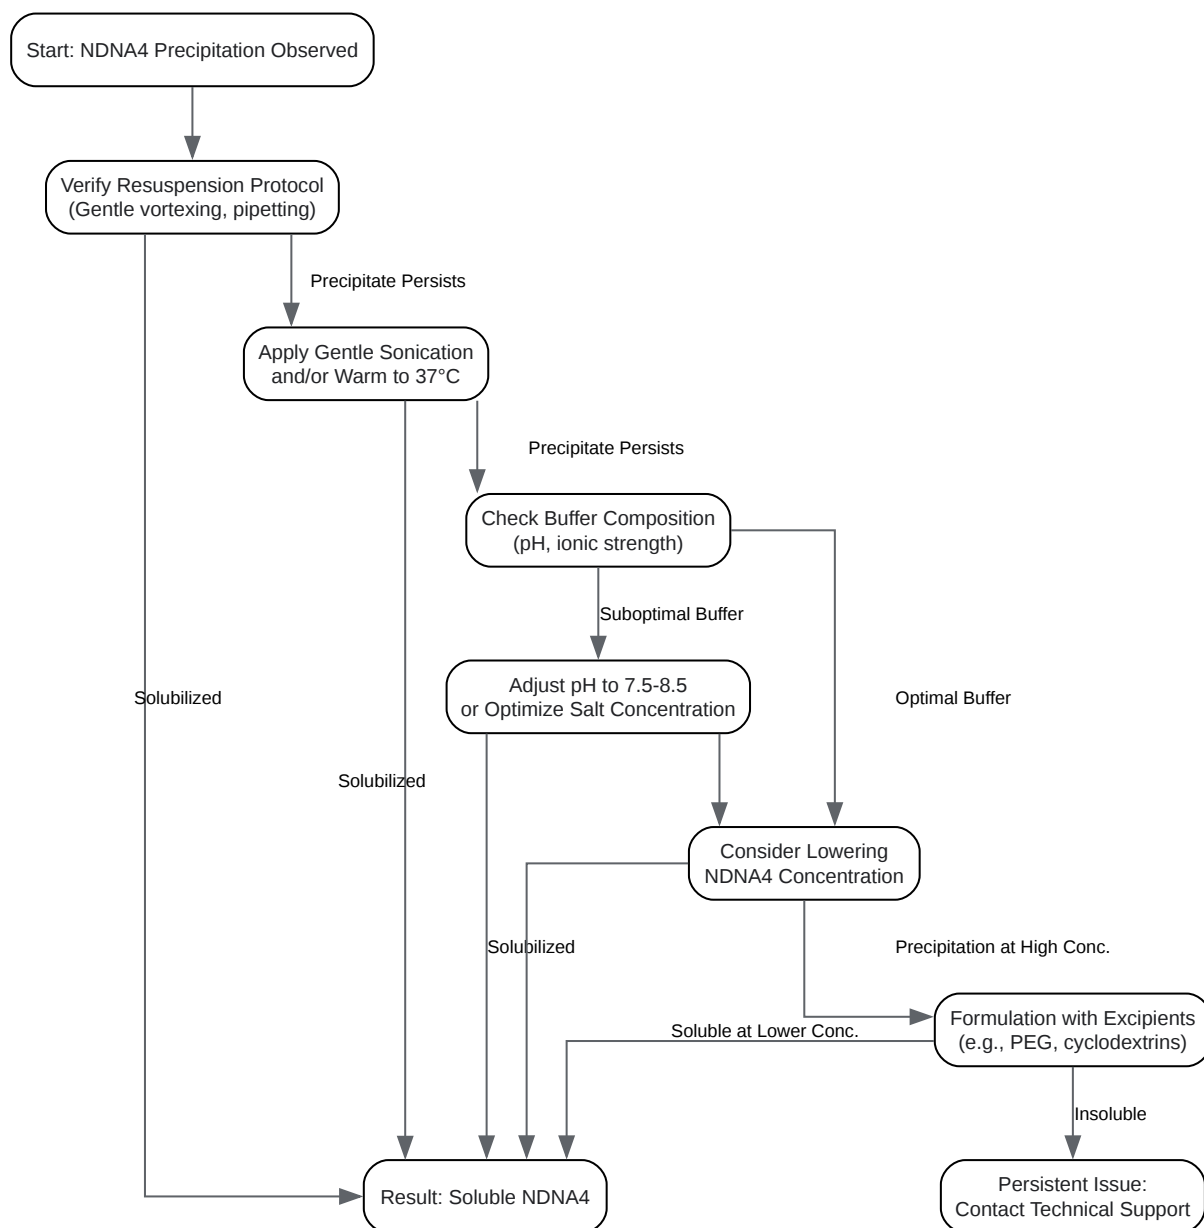 Start: NDNA4 Precipitation Observed
Verify Resuspension Protocol
(Gentle vortexing, pipetting)
Precipitate Persists
Apply Gentle Sonication
and/or Warm to 37°C
Precipitate Persists
Check Buffer Composition
(pH, ionic strength)
Suboptimal Buffer
Adjust pH to 7.5-8.5
or Optimize Salt Concentration
Solubilized
Optimal Buffer
Solubilized
Consider Lowering
NDNA4 Concentration
Solubilized
Precipitation at High Conc.
Formulation with Excipients
(e.g., PEG, cyclodextrins)
Soluble at Lower Conc.
Insoluble
Result: Soluble NDNA4
Persistent Issue:
Contact Technical Support